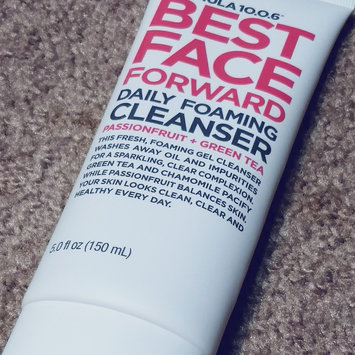 ULA 10.0.6™
BEST
FACE
FORWARD
DAILY FOAMING
CLEANSER
PASSIONFRUIT + GREEN TEA
THIS FRESH, FOAMING GEL CLEANSER
WASHES AWAY OIL AND IMPURITIES
FOR A SPARKLING, CLEAR COMPLEXION.
GREEN TEA AND CHAMOMILE PACIFY
WHILE PASSIONFRUIT BALANCES SKIN.
YOUR SKIN LOOKS CLEAN, CLEAR AND
HEALTHY EVERY DAY.
5.0 fl oz (150 mL)